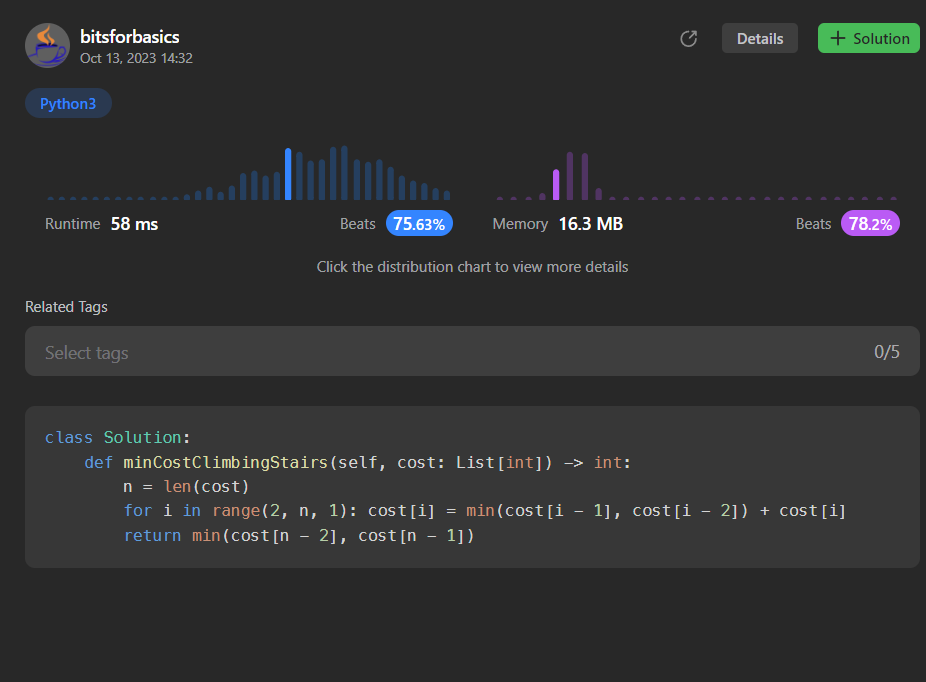 bitsforbasics
Oct 13, 2023 14:32
Details
+ Solution
Python3
Runtime 58 ms Beats 75.63%
Memory 16.3 MB Beats 78.2%
Click the distribution chart to view more details
Related Tags
Select tags 0/5
class Solution:
    def minCostClimbingStairs(self, cost: List[int]) -> int:
        n = len(cost)
        for i in range(2, n, 1): cost[i] = min(cost[i - 1], cost[i - 2]) + cost[i]
        return min(cost[n - 2], cost[n - 1])